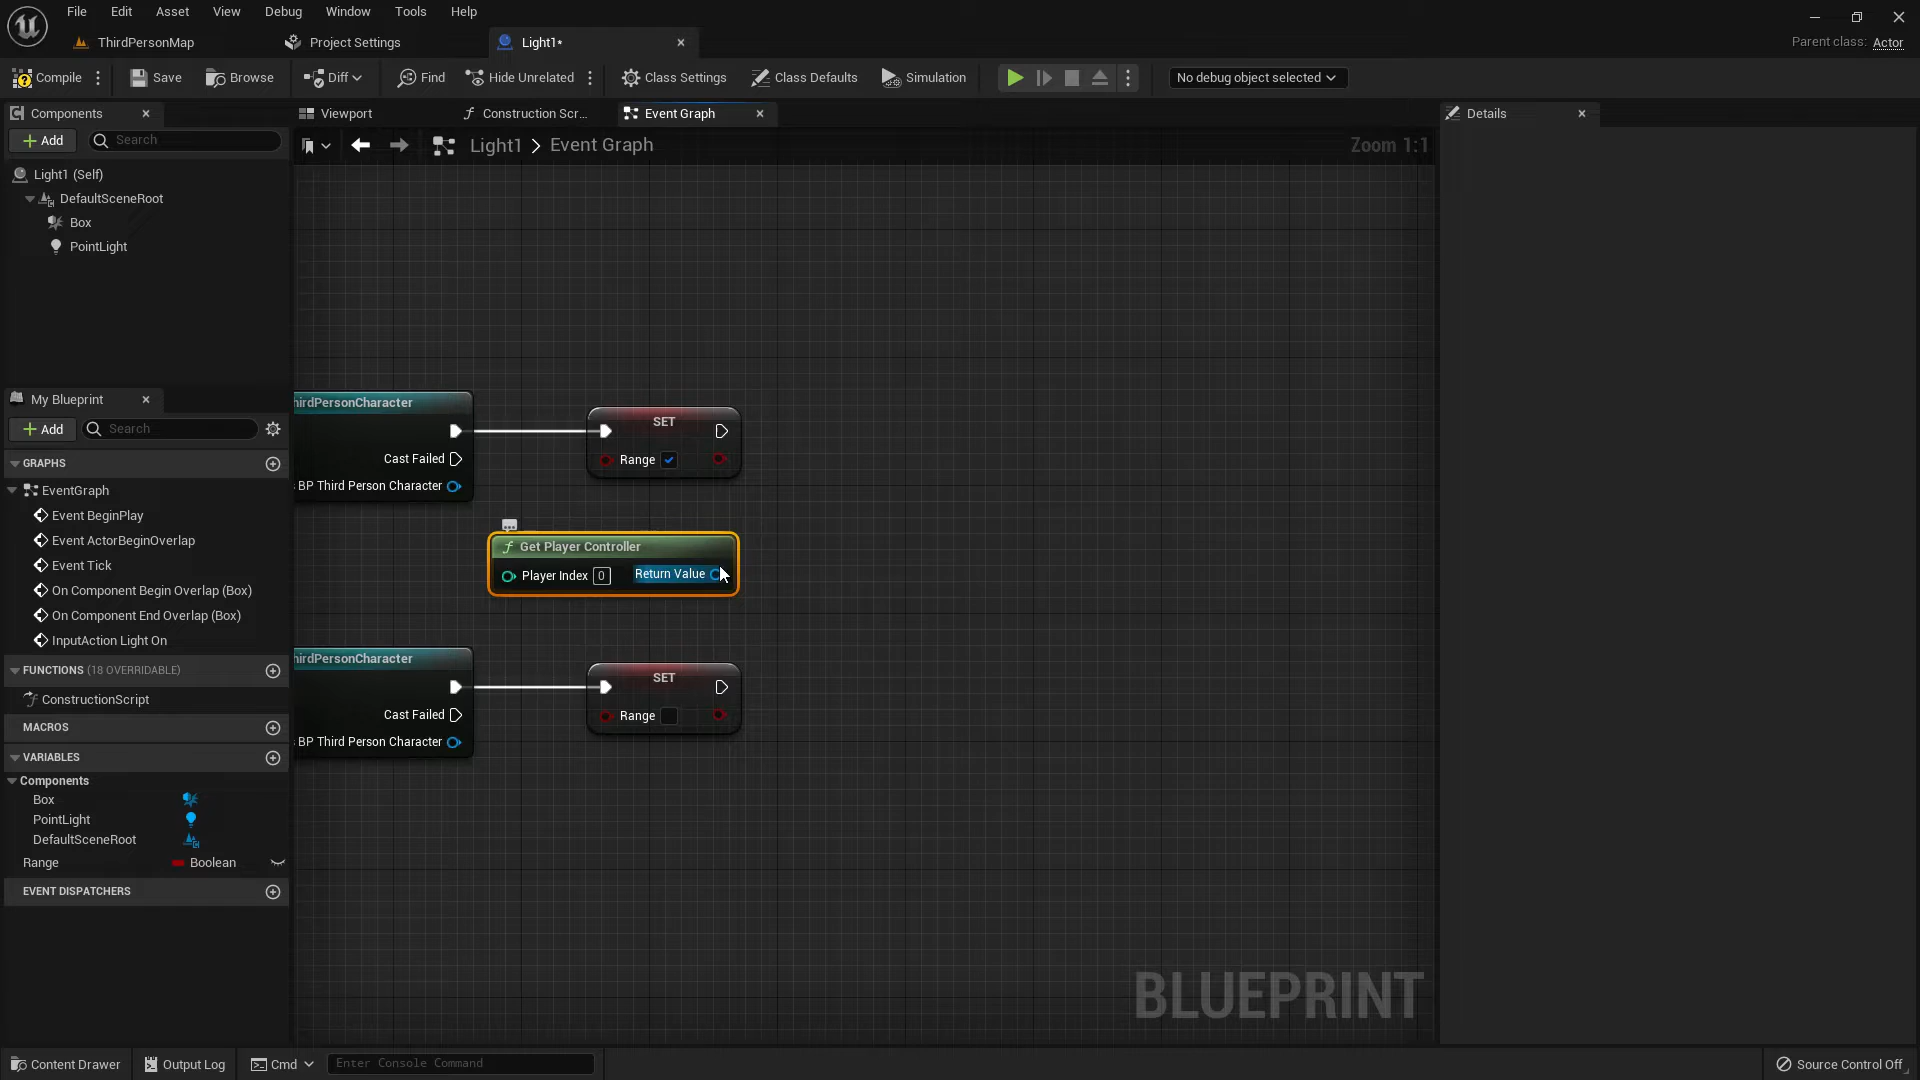 File Edit Asset View Debug Window Tools Help
ThirdPersonMap Project Settings Light1* Parent class: Actor
Compile Save Browse Diff Find Hide Unrelated Class Settings Class Defaults Simulation No debug object selected
Components Viewport Construction Scr... Event Graph Details
Add Search
Light1 > Event Graph Zoom 1:1
Light1 (Self)
DefaultSceneRoot
Box
PointLight
My Blueprint
Add Search
GRAPHS
EventGraph
Event BeginPlay
Event ActorBeginOverlap
Event Tick
On Component Begin Overlap (Box)
On Component End Overlap (Box)
InputAction Light On
FUNCTIONS (18 OVERRIDABLE)
ConstructionScript
MACROS
VARIABLES
Components
Box
PointLight
DefaultSceneRoot
Range Boolean
EVENT DISPATCHERS
hirdPersonCharacter
Cast Failed
BP Third Person Character
SET
Range
Get Player Controller
Player Index 0 Return Value
hirdPersonCharacter
Cast Failed
BP Third Person Character
SET
Range
BLUEPRINT
Content Drawer Output Log Cmd Enter Console Command Source Control Off